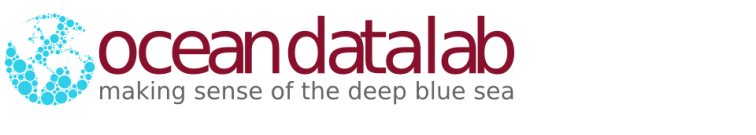 oceandatalab
making sense of the deep blue sea